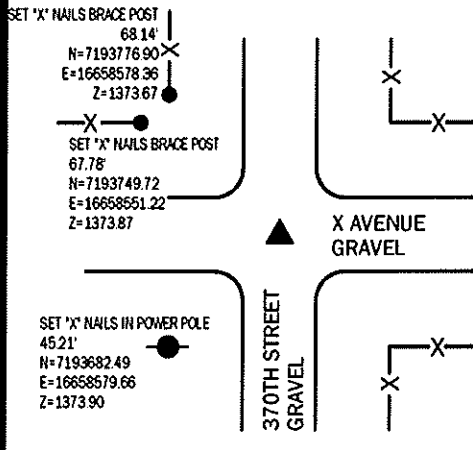 SET "X" NAILS BRACE POST
68.14'
N=7193776.90
E=16658578.36
Z=1373.67
SET "X" NAILS BRACE POST
67.78'
N=7193749.72
E=16658551.22
Z=1373.87
X AVENUE
GRAVEL
SET "X" NAILS IN POWER POLE
45.21'
N=7193682.49
E=16658579.66
Z=1373.90
370TH STREET
GRAVEL